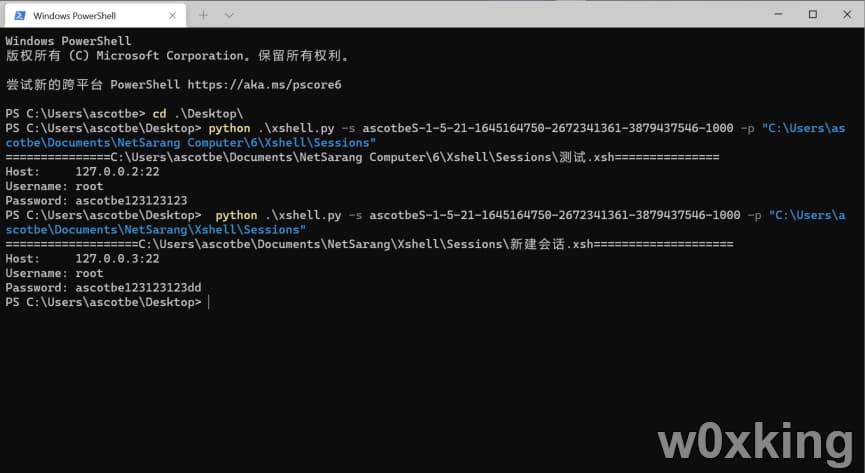 Windows PowerShell
Windows PowerShell
版权所有 (C) Microsoft Corporation。保留所有权利。
尝试新的跨平台 PowerShell https://aka.ms/pscore6
PS C:\Users\ascotbe> cd .\Desktop\
PS C:\Users\ascotbe\Desktop> python .\xshell.py -s ascotbeS-1-5-21-1645164750-2672341361-3879437546-1000 -p "C:\Users\as
cotbe\Documents\NetSarang Computer\6\Xshell\Sessions"
===============C:\Users\ascotbe\Documents\NetSarang Computer\6\Xshell\Sessions\测试.xsh===============
Host:     127.0.0.2:22
Username: root
Password: ascotbe123123123
PS C:\Users\ascotbe\Desktop>  python .\xshell.py -s ascotbeS-1-5-21-1645164750-2672341361-3879437546-1000 -p "C:\Users\a
scotbe\Documents\NetSarang\Xshell\Sessions"
===================C:\Users\ascotbe\Documents\NetSarang\Xshell\Sessions\新建会话.xsh====================
Host:     127.0.0.3:22
Username: root
Password: ascotbe123123123dd
PS C:\Users\ascotbe\Desktop>
w0xking